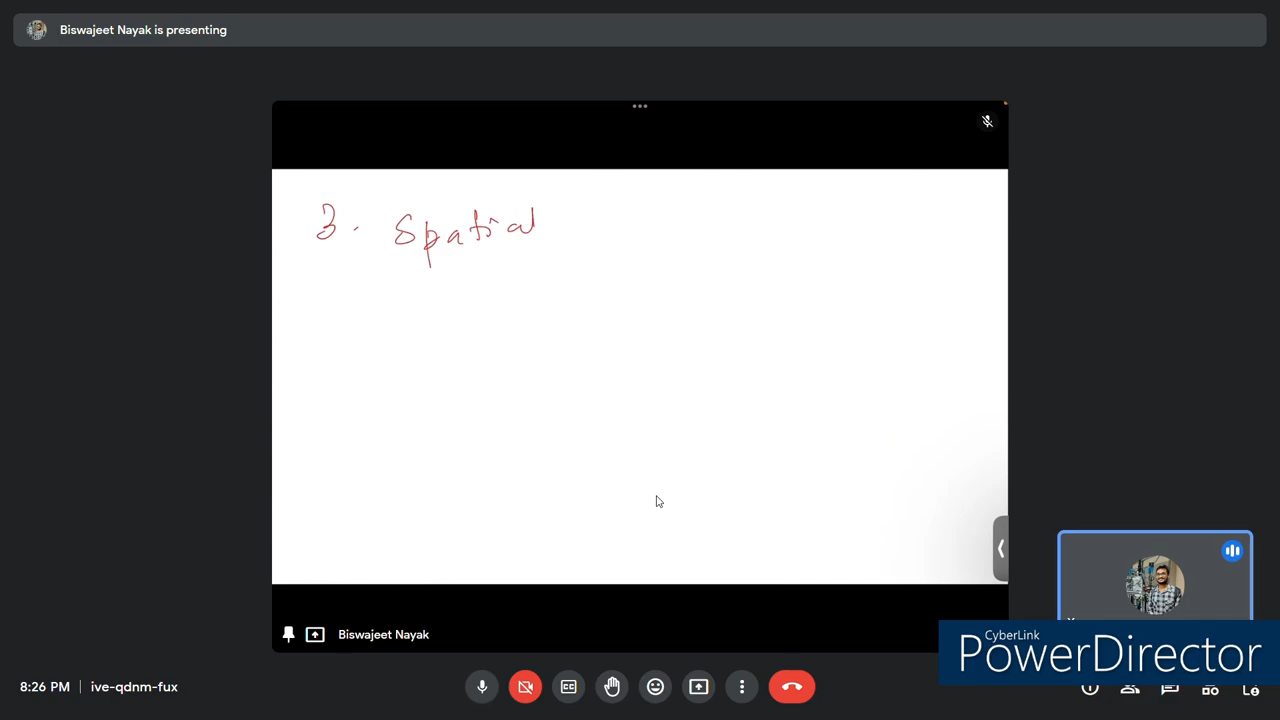 Biswajeet Nayak is presenting
3. Spatial
Biswajeet Nayak
CyberLink
PowerDirector
8:26 PM | ive-qdnm-fux